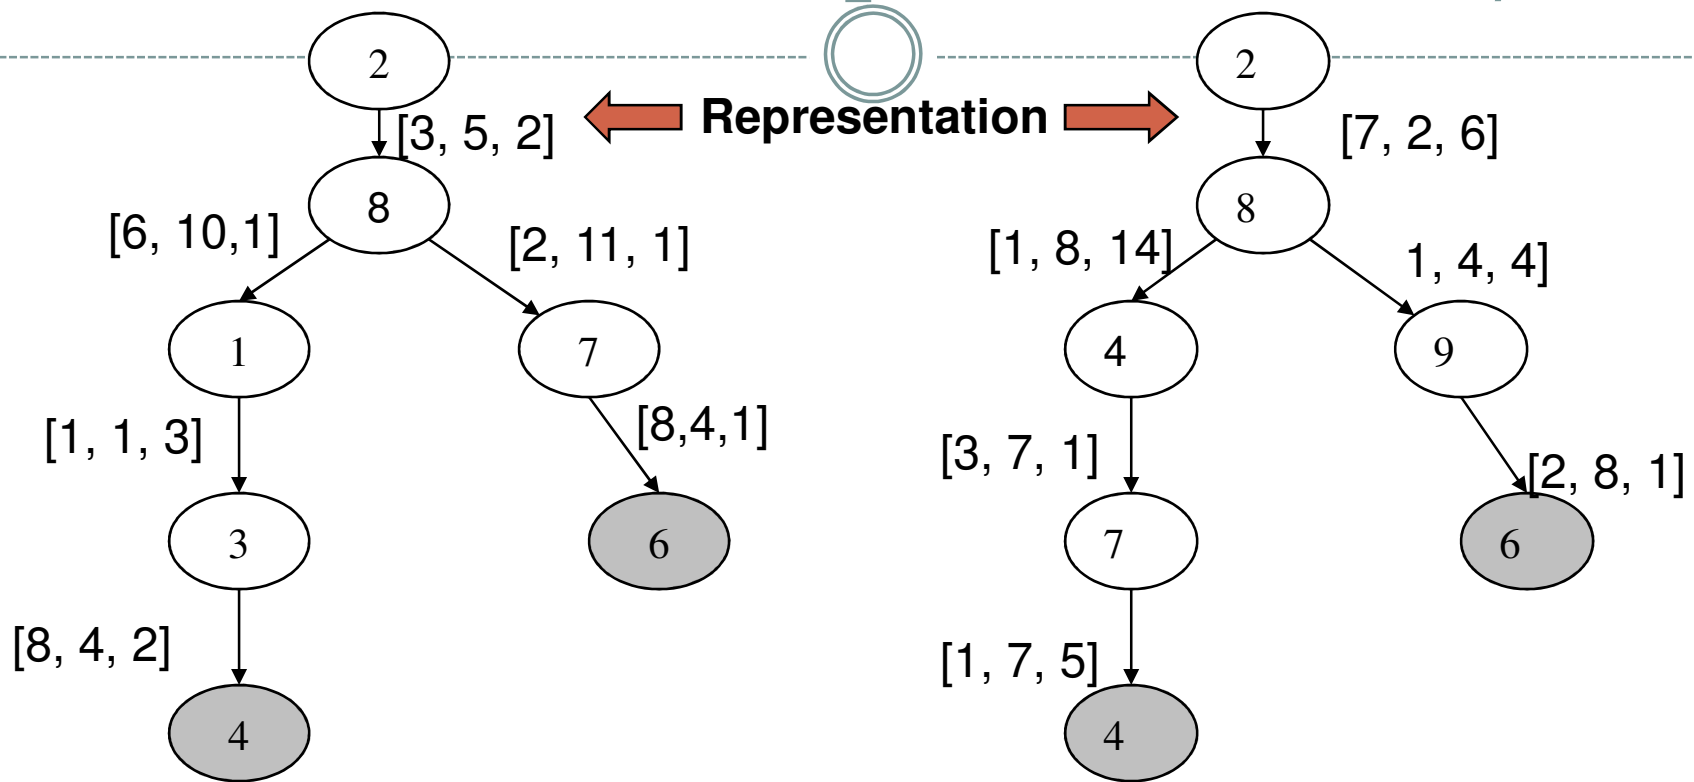 2
2
Representation
[3, 5, 2]
[7, 2, 6]
8
8
[6, 10,1]
[2, 11, 1]
[1, 8, 14]
1, 4, 4]
1
7
4
9
[1, 1, 3]
[8,4,1]
[3, 7, 1]
[2, 8, 1]
3
6
7
6
[8, 4, 2]
[1, 7, 5]
4
4